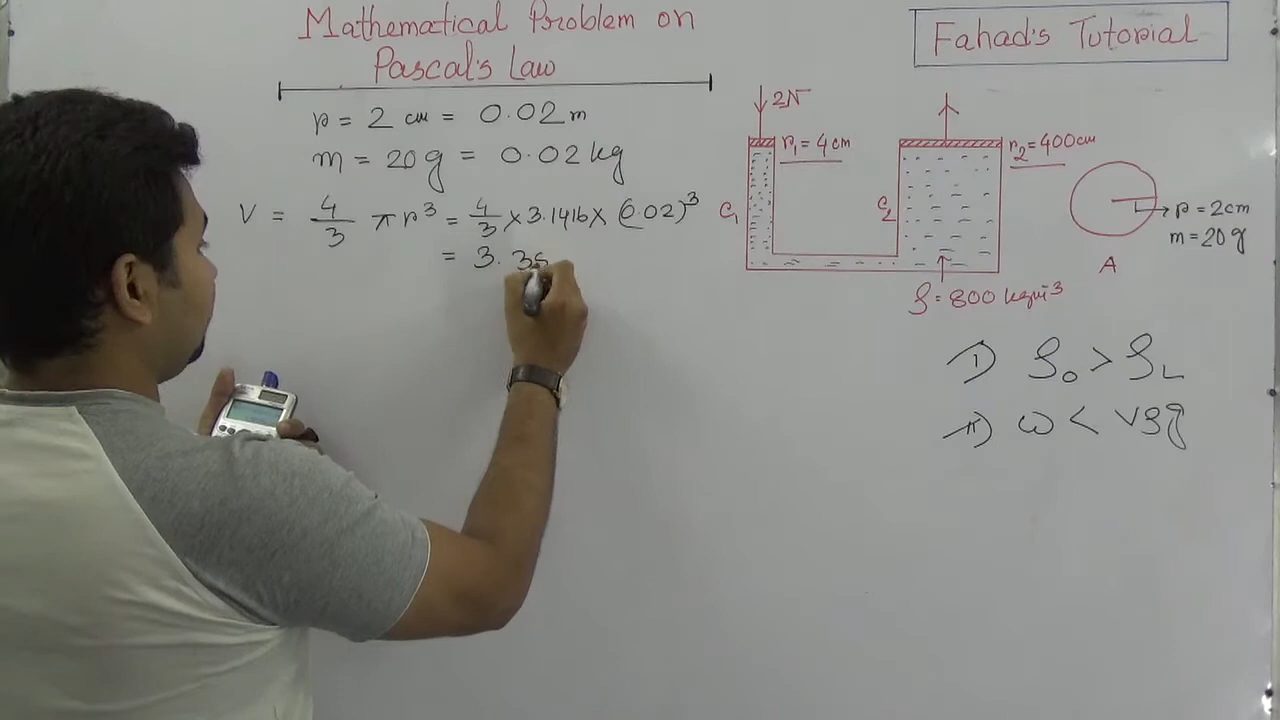 Mathematical Problem on
Pascal's Law
Fahad's Tutorial
r = 2 cm = 0.02 m
m = 20 g = 0.02 kg
V = 4/3 π r³ = 4/3 × 3.1416 × (0.02)³
= 3.35
2N
r₁ = 4 cm
r₂ = 400 cm
C₁
C₂
r = 2 cm
m = 20 g
A
ρ = 800 kgm⁻³
i) ρ₀ > ρL
ii) ω < vρg